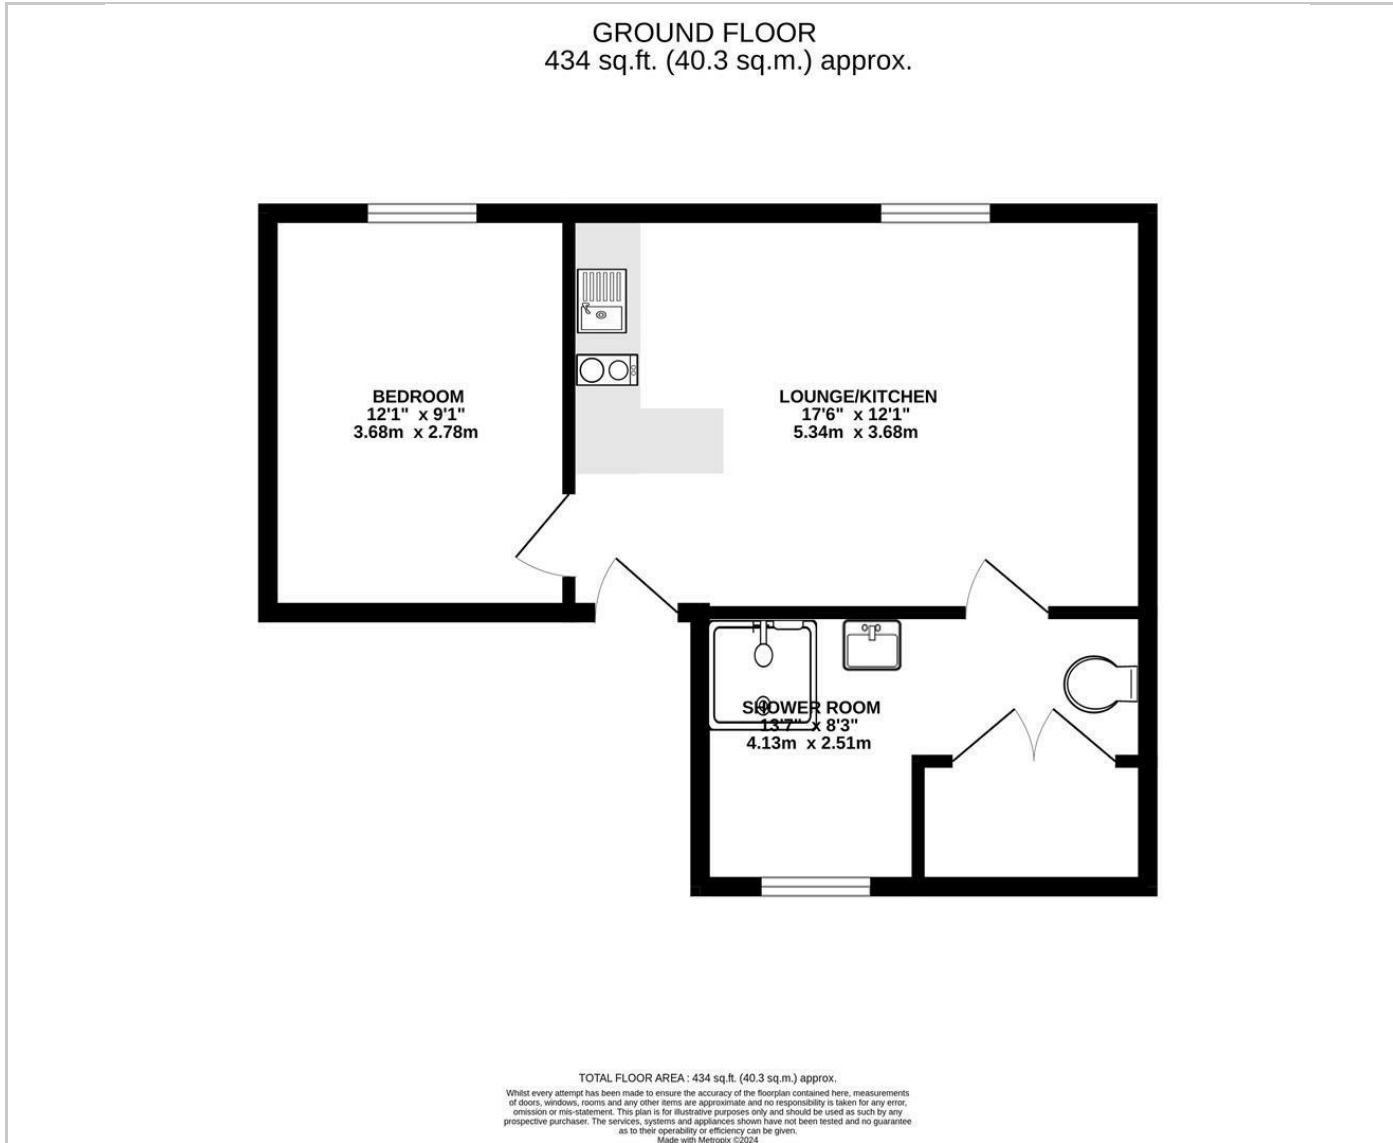 GROUND FLOOR
434 sq.ft. (40.3 sq.m.) approx.
BEDROOM
12'1" x 9'1"
3.68m x 2.78m
LOUNGE/KITCHEN
17'6" x 12'1"
5.34m x 3.68m
SHOWER ROOM
13'7" x 8'3"
4.13m x 2.51m
TOTAL FLOOR AREA : 434 sq.ft. (40.3 sq.m.) approx.
Whilst every attempt has been made to ensure the accuracy of the floorplan contained here, measurements
of doors, windows, rooms and any other items are approximate and no responsibility is taken for any error,
omission or mis-statement. This plan is for illustrative purposes only and should be used as such by any
prospective purchaser. The services, systems and appliances shown have not been tested and no guarantee
as to their operability or efficiency can be given.
Made with Metropix ©2024